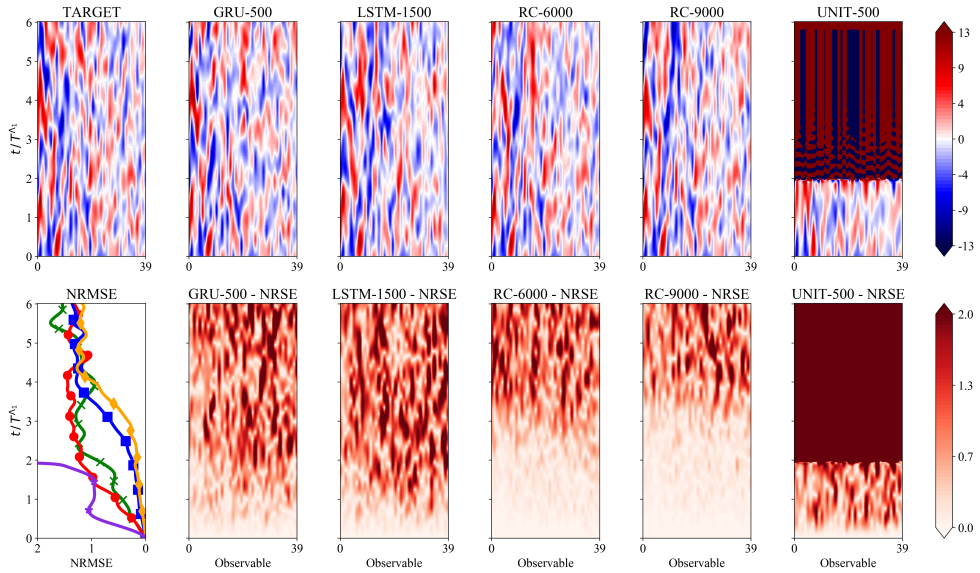 TARGET
GRU-500
LSTM-1500
RC-6000
RC-9000
UNIT-500
t/T^Λ₁
6
5
4
3
2
1
0
0 39
0 39
0 39
0 39
0 39
0 39
13
9
4
0
-4
-9
-13
NRMSE
GRU-500 - NRSE
LSTM-1500 - NRSE
RC-6000 - NRSE
RC-9000 - NRSE
UNIT-500 - NRSE
t/T^Λ₁
6
5
4
3
2
1
0
2 1 0
0 39
0 39
0 39
0 39
0 39
2.0
1.3
0.7
0.0
NRMSE
Observable
Observable
Observable
Observable
Observable